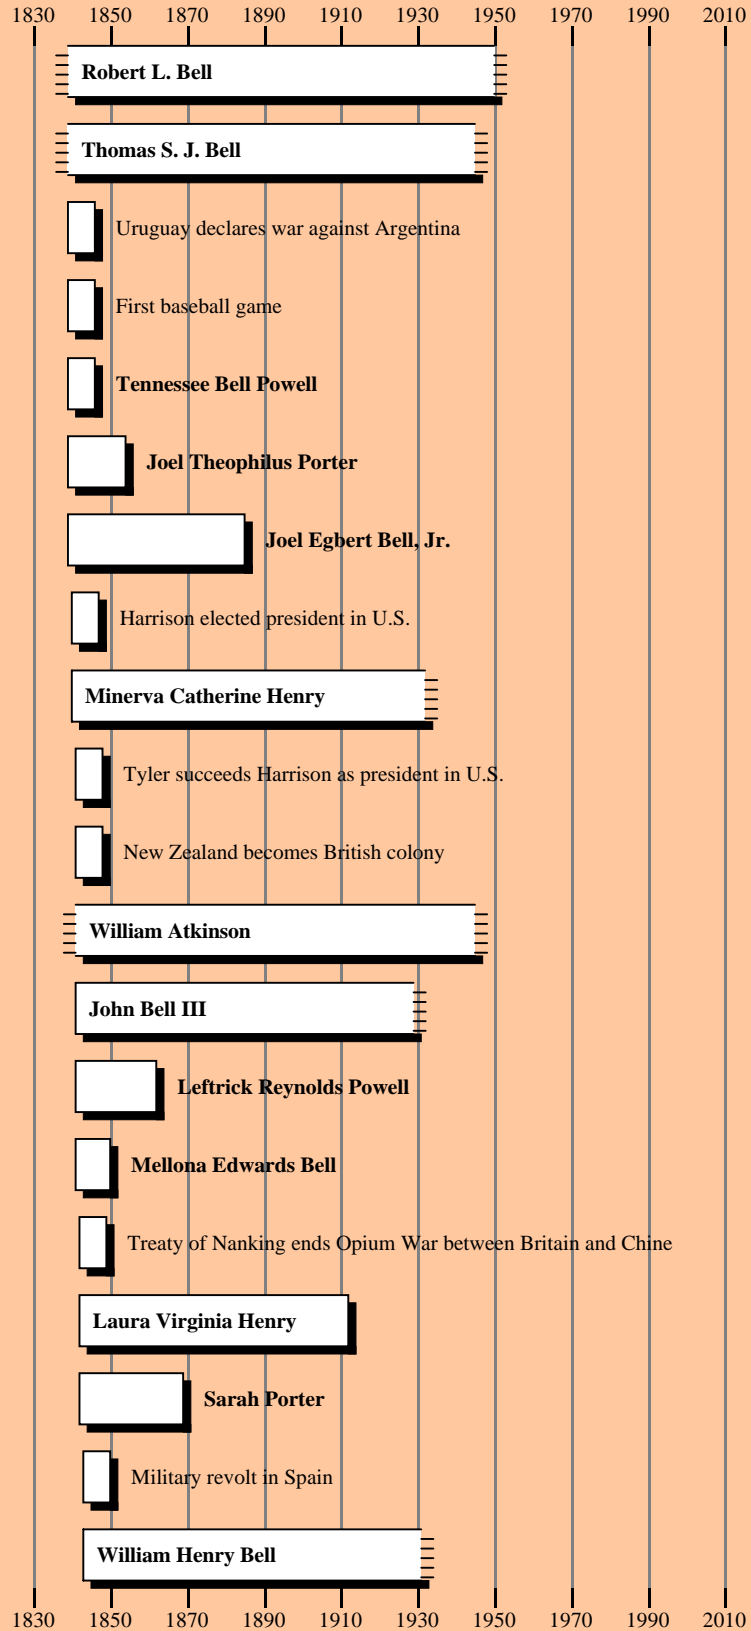 1830 1850 1870 1890 1910 1930 1950 1970 1990 2010
Robert L. Bell
Thomas S. J. Bell
Uruguay declares war against Argentina
First baseball game
Tennessee Bell Powell
Joel Theophilus Porter
Joel Egbert Bell, Jr.
Harrison elected president in U.S.
Minerva Catherine Henry
Tyler succeeds Harrison as president in U.S.
New Zealand becomes British colony
William Atkinson
John Bell III
Leftrick Reynolds Powell
Mellona Edwards Bell
Treaty of Nanking ends Opium War between Britain and Chine
Laura Virginia Henry
Sarah Porter
Military revolt in Spain
William Henry Bell
1830 1850 1870 1890 1910 1930 1950 1970 1990 2010